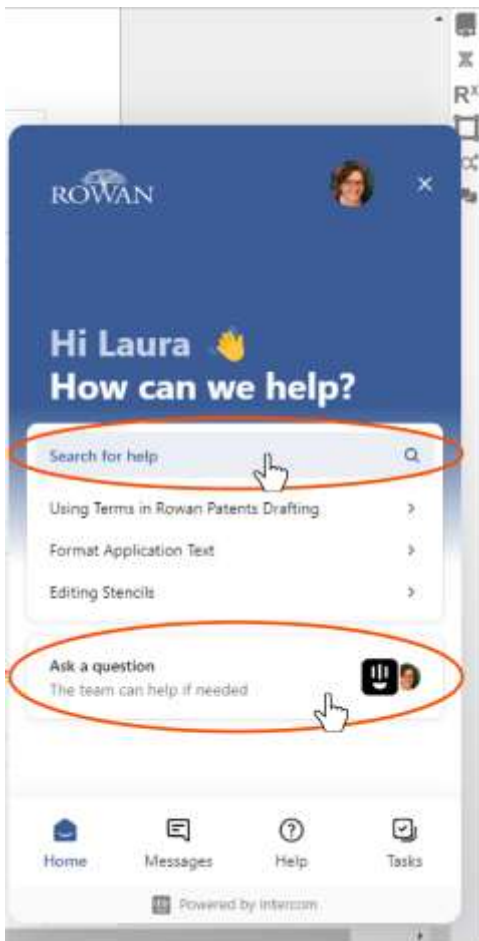 Rx
ROWAN
Hi Laura 👋
How can we help?
Search for help
Using Terms in Rowan Patents Drafting
Format Application Text
Editing Stencils
Ask a question
The team can help if needed
Home Messages Help Tasks
Powered by Intercom